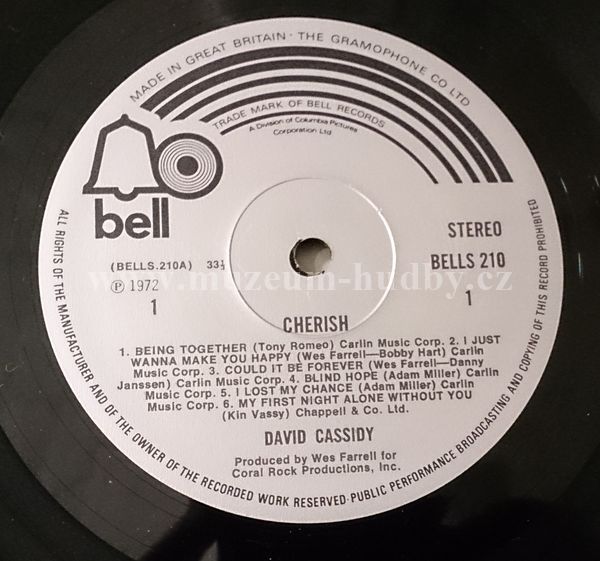 MADE IN GREAT BRITAIN · THE GRAMOPHONE CO LTD
TRADE MARK OF BELL RECORDS
A Division of Columbia Pictures
Corporation Ltd
bell
STEREO
(BELLS.210A) 33⅓
BELLS 210
℗ 1972
1
1
www.muzeum-hudby.cz
CHERISH
1. BEING TOGETHER (Tony Romeo) Carlin Music Corp. 2. I JUST
WANNA MAKE YOU HAPPY (Wes Farrell—Bobby Hart) Carlin
Music Corp. 3. COULD IT BE FOREVER (Wes Farrell—Danny
Janssen) Carlin Music Corp. 4. BLIND HOPE (Adam Miller) Carlin
Music Corp. 5. I LOST MY CHANCE (Adam Miller) Carlin
Music Corp. 6. MY FIRST NIGHT ALONE WITHOUT YOU
(Kin Vassy) Chappell & Co. Ltd.
DAVID CASSIDY
Produced by Wes Farrell for
Coral Rock Productions, Inc.
ALL RIGHTS OF THE MANUFACTURER AND OF THE OWNER OF THE RECORDED WORK RESERVED·PUBLIC PERFORMANCE BROADCASTING AND COPYING OF THIS RECORD PROHIBITED